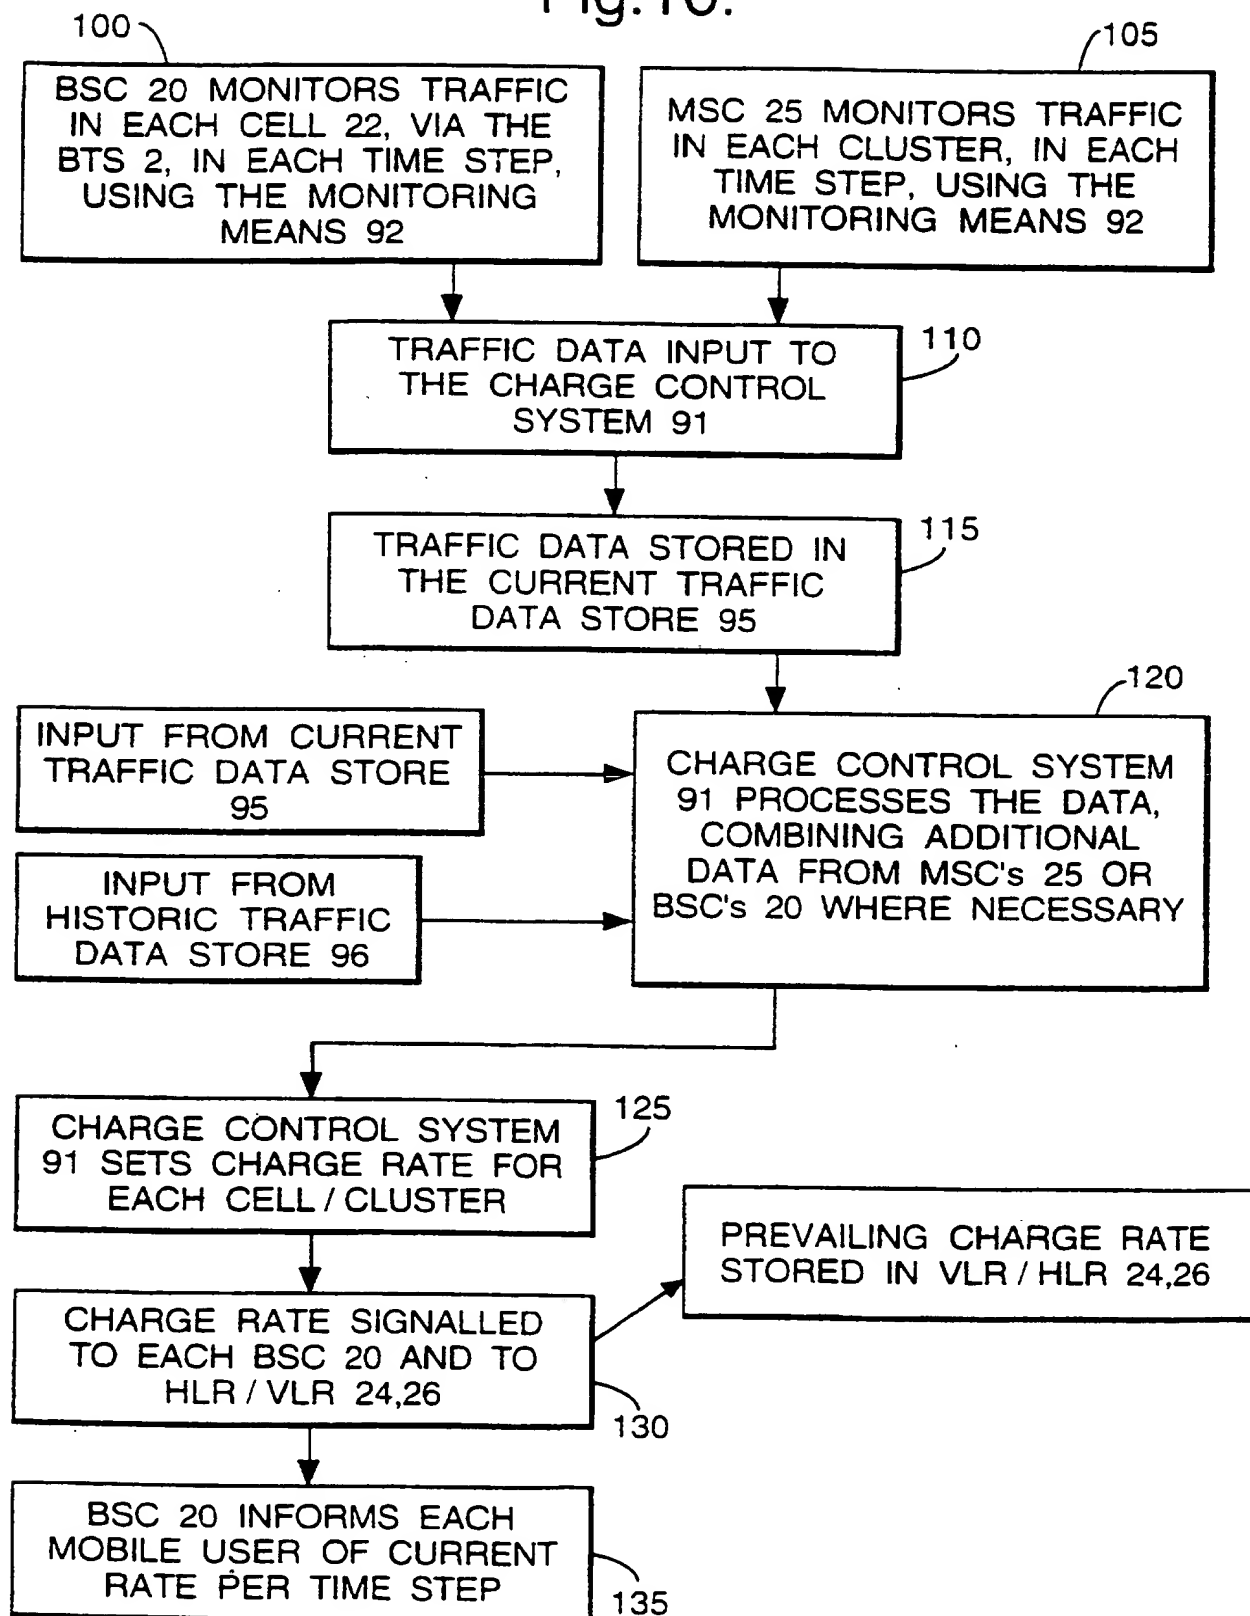 Fig.10.
100
105
BSC 20 MONITORS TRAFFIC
IN EACH CELL 22, VIA THE
BTS 2, IN EACH TIME STEP,
USING THE MONITORING
MEANS 92
MSC 25 MONITORS TRAFFIC
IN EACH CLUSTER, IN EACH
TIME STEP, USING THE
MONITORING MEANS 92
TRAFFIC DATA INPUT TO
THE CHARGE CONTROL
SYSTEM 91
110
TRAFFIC DATA STORED IN
THE CURRENT TRAFFIC
DATA STORE 95
115
120
INPUT FROM CURRENT
TRAFFIC DATA STORE
95
INPUT FROM
HISTORIC TRAFFIC
DATA STORE 96
CHARGE CONTROL SYSTEM
91 PROCESSES THE DATA,
COMBINING ADDITIONAL
DATA FROM MSC's 25 OR
BSC's 20 WHERE NECESSARY
CHARGE CONTROL SYSTEM
91 SETS CHARGE RATE FOR
EACH CELL / CLUSTER
125
PREVAILING CHARGE RATE
STORED IN VLR / HLR 24,26
CHARGE RATE SIGNALLED
TO EACH BSC 20 AND TO
HLR / VLR 24,26
130
BSC 20 INFORMS EACH
MOBILE USER OF CURRENT
RATE PER TIME STEP
135